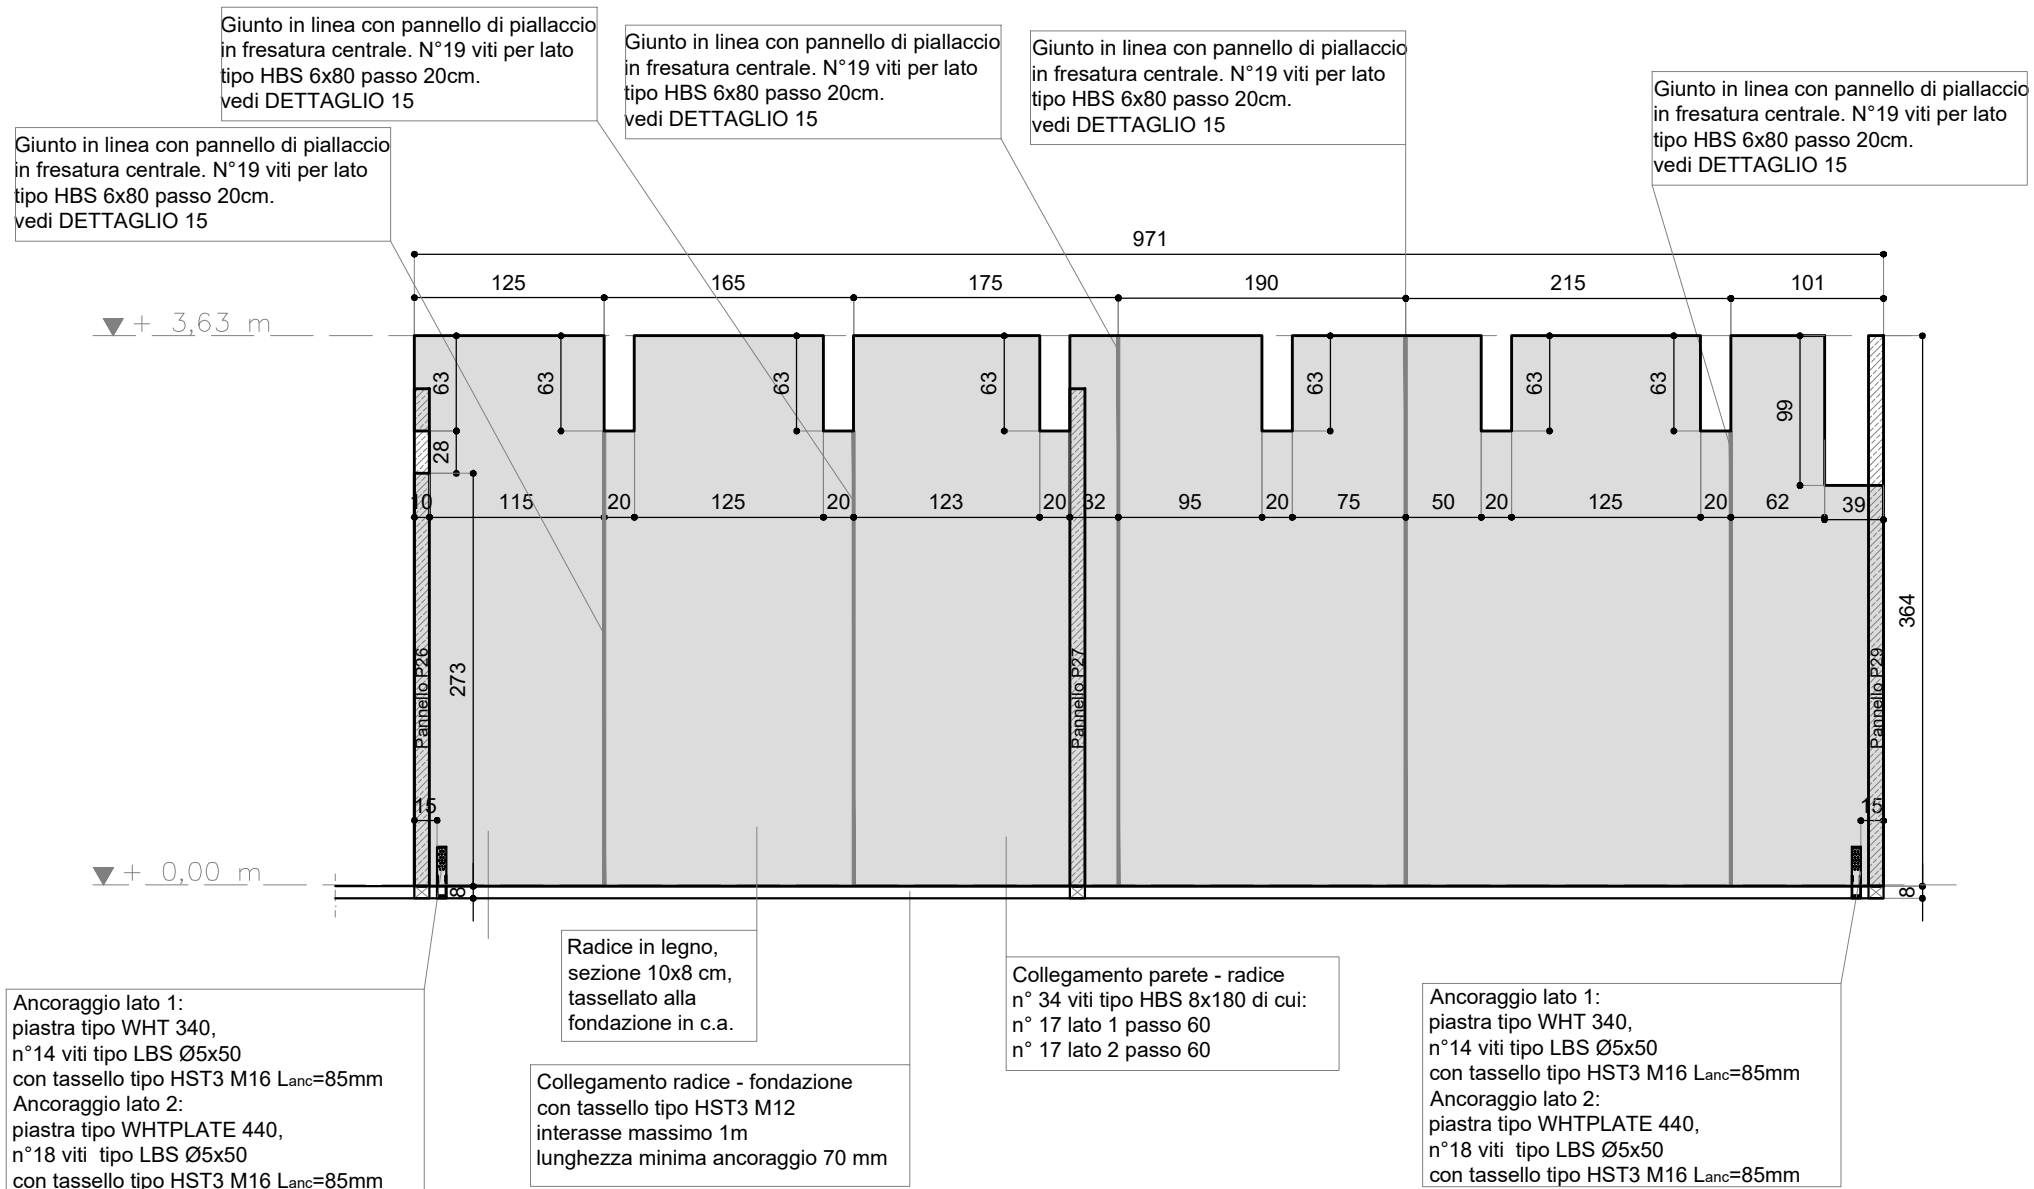 Giunto in linea con pannello di piallaccio
in fresatura centrale. N°19 viti per lato
tipo HBS 6x80 passo 20cm.
vedi DETTAGLIO 15
Giunto in linea con pannello di piallaccio
in fresatura centrale. N°19 viti per lato
tipo HBS 6x80 passo 20cm.
vedi DETTAGLIO 15
Giunto in linea con pannello di piallaccio
in fresatura centrale. N°19 viti per lato
tipo HBS 6x80 passo 20cm.
vedi DETTAGLIO 15
Giunto in linea con pannello di piallaccio
in fresatura centrale. N°19 viti per lato
tipo HBS 6x80 passo 20cm.
vedi DETTAGLIO 15
Giunto in linea con pannello di piallaccio
in fresatura centrale. N°19 viti per lato
tipo HBS 6x80 passo 20cm.
vedi DETTAGLIO 15
971
125 165 175 190 215 101
+ 3,63 m
63 63 63 63 63 63 63 99
28
10 115 20 125 20 123 20 32 95 20 75 50 20 125 20 62 39
364
273
Pannello P26
Pannello P27
Pannello P29
15 15
+ 0,00 m
8 8
Radice in legno,
sezione 10x8 cm,
tassellato alla
fondazione in c.a.
Collegamento parete - radice
n° 34 viti tipo HBS 8x180 di cui:
n° 17 lato 1 passo 60
n° 17 lato 2 passo 60
Ancoraggio lato 1:
piastra tipo WHT 340,
n°14 viti tipo LBS Ø5x50
con tassello tipo HST3 M16 Lanc=85mm
Ancoraggio lato 2:
piastra tipo WHTPLATE 440,
n°18 viti tipo LBS Ø5x50
con tassello tipo HST3 M16 Lanc=85mm
Collegamento radice - fondazione
con tassello tipo HST3 M12
interasse massimo 1m
lunghezza minima ancoraggio 70 mm
Ancoraggio lato 1:
piastra tipo WHT 340,
n°14 viti tipo LBS Ø5x50
con tassello tipo HST3 M16 Lanc=85mm
Ancoraggio lato 2:
piastra tipo WHTPLATE 440,
n°18 viti tipo LBS Ø5x50
con tassello tipo HST3 M16 Lanc=85mm